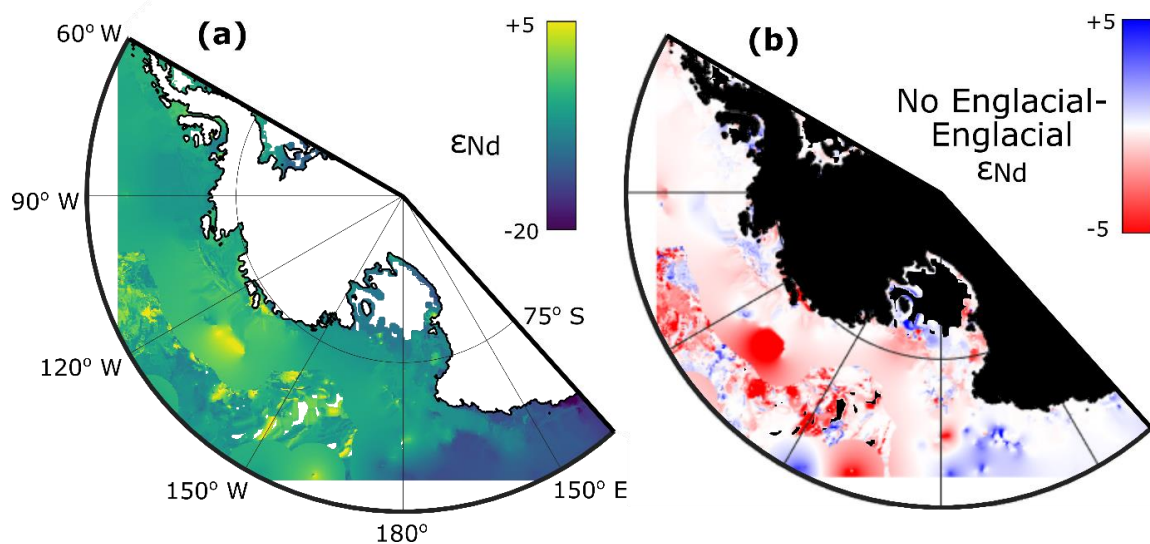 (a)
60° W
90° W
120° W
150° W
180°
150° E
75° S
+5
εNd
-20
(b)
No Englacial-
Englacial
εNd
+5
-5